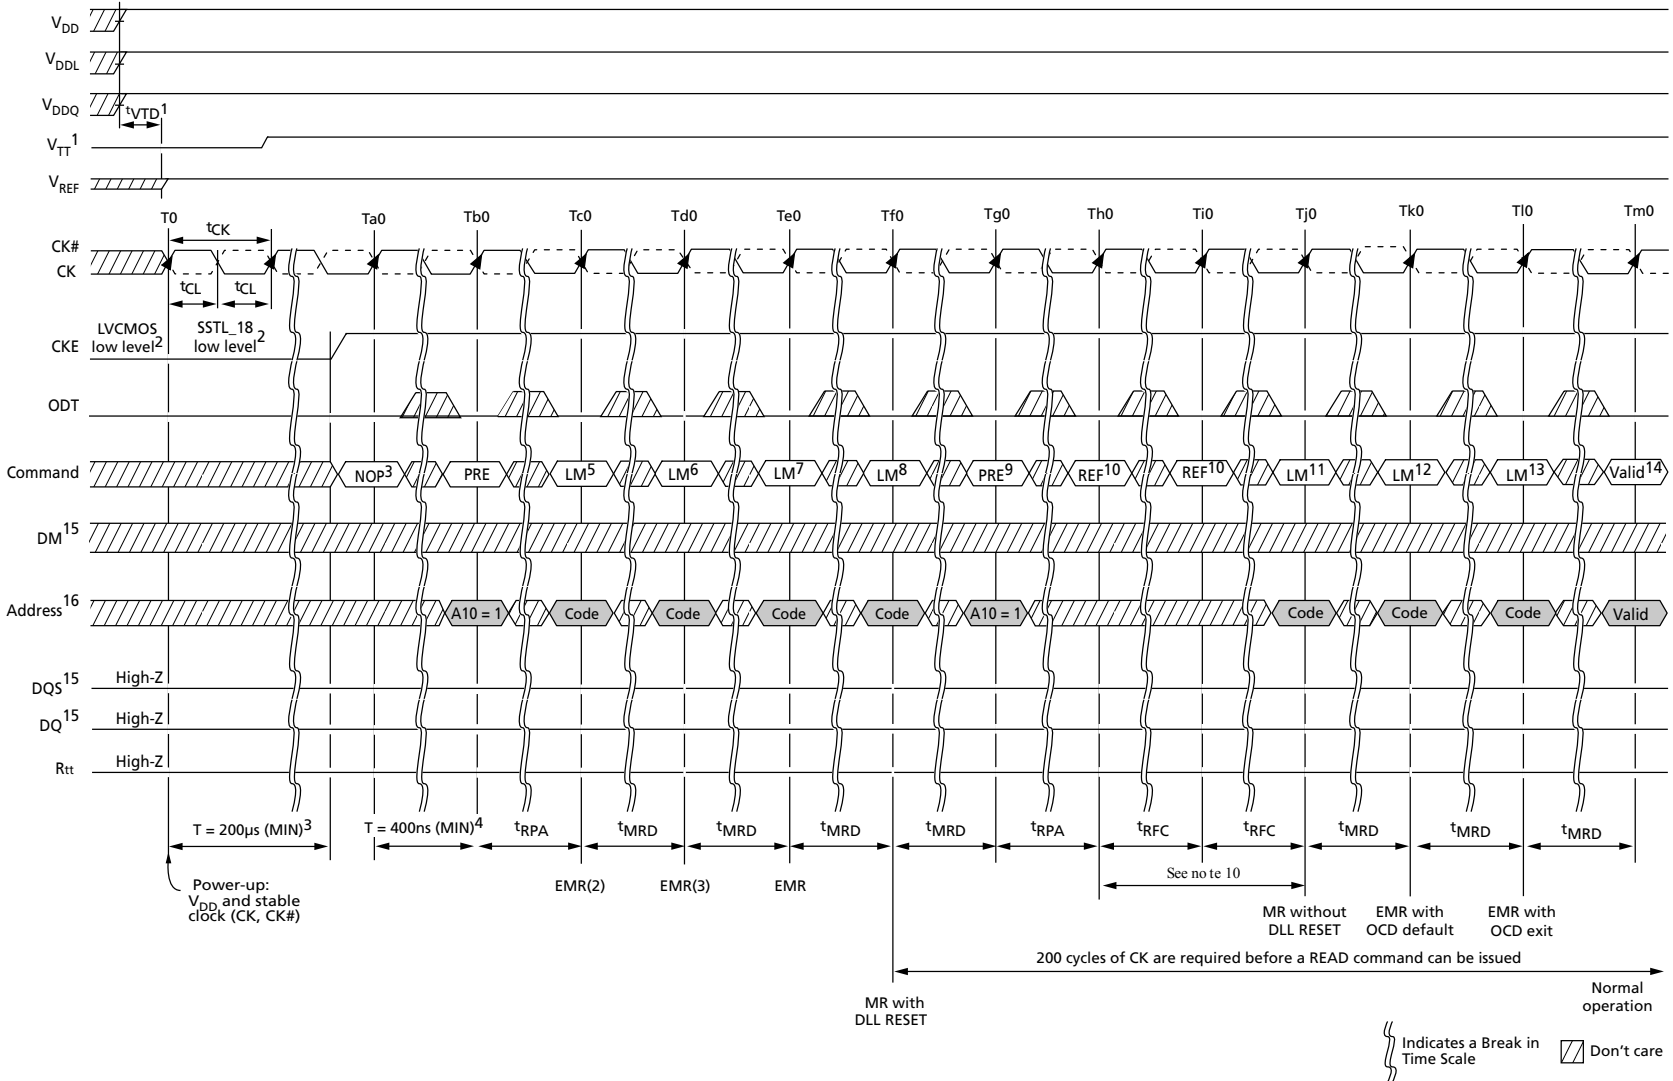 VDD
VDDL
VDDQ
tVTD1
VTT1
VREF
T0 Ta0 Tb0 Tc0 Td0 Te0 Tf0 Tg0 Th0 Ti0 Tj0 Tk0 Tl0 Tm0
tCK
CK#
CK
tCL tCL
LVCMOS low level2
SSTL_18 low level2
CKE
ODT
Command NOP3 PRE LM5 LM6 LM7 LM8 PRE9 REF10 REF10 LM11 LM12 LM13 Valid14
DM15
Address16 A10 = 1 Code Code Code Code A10 = 1 Code Code Code Valid
DQS15 High-Z
DQ15 High-Z
Rtt High-Z
T = 200μs (MIN)3 T = 400ns (MIN)4 tRPA tMRD tMRD tMRD tMRD tRPA tRFC tRFC tMRD tMRD tMRD
See note 10
Power-up:
VDD and stable
clock (CK, CK#)
EMR(2) EMR(3) EMR
MR without
DLL RESET
EMR with
OCD default
EMR with
OCD exit
200 cycles of CK are required before a READ command can be issued
MR with
DLL RESET
Normal
operation
Indicates a Break in
Time Scale
Don't care